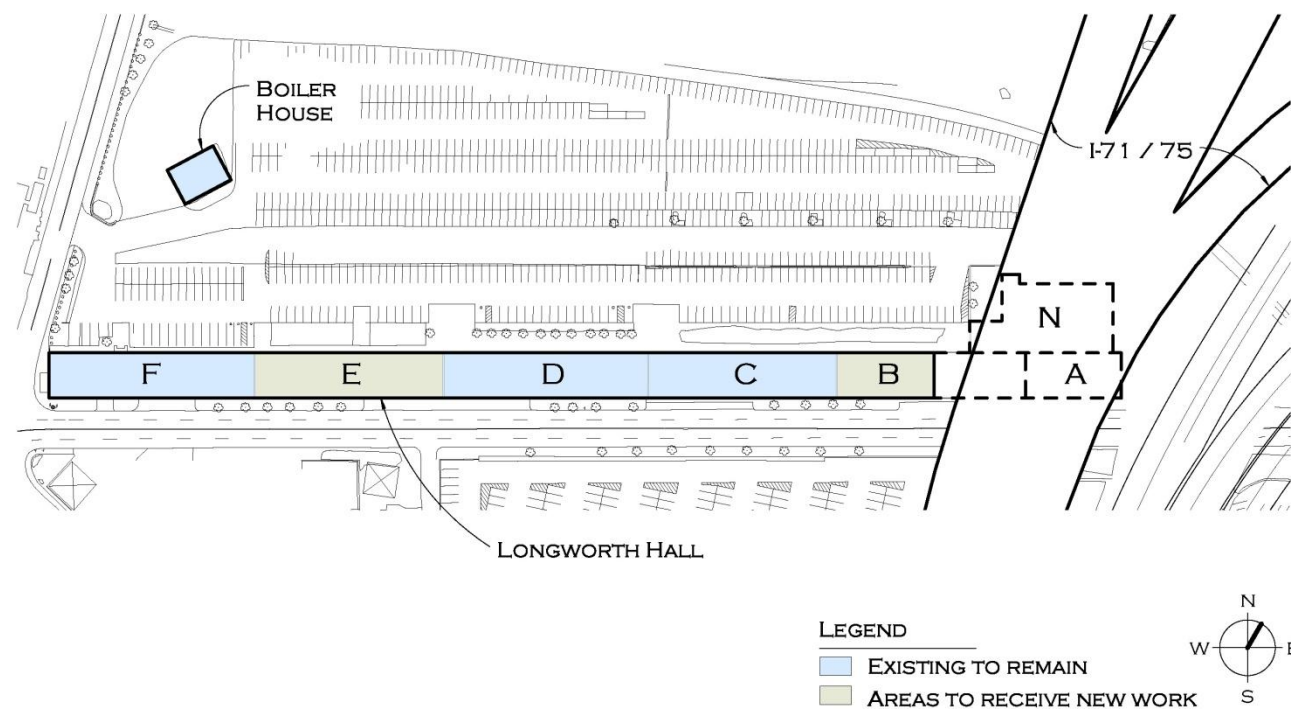 BOILER
HOUSE
I-71 / 75
N
F
E
D
C
B
A
LONGWORTH HALL
LEGEND
EXISTING TO REMAIN
AREAS TO RECEIVE NEW WORK
N
W
E
S